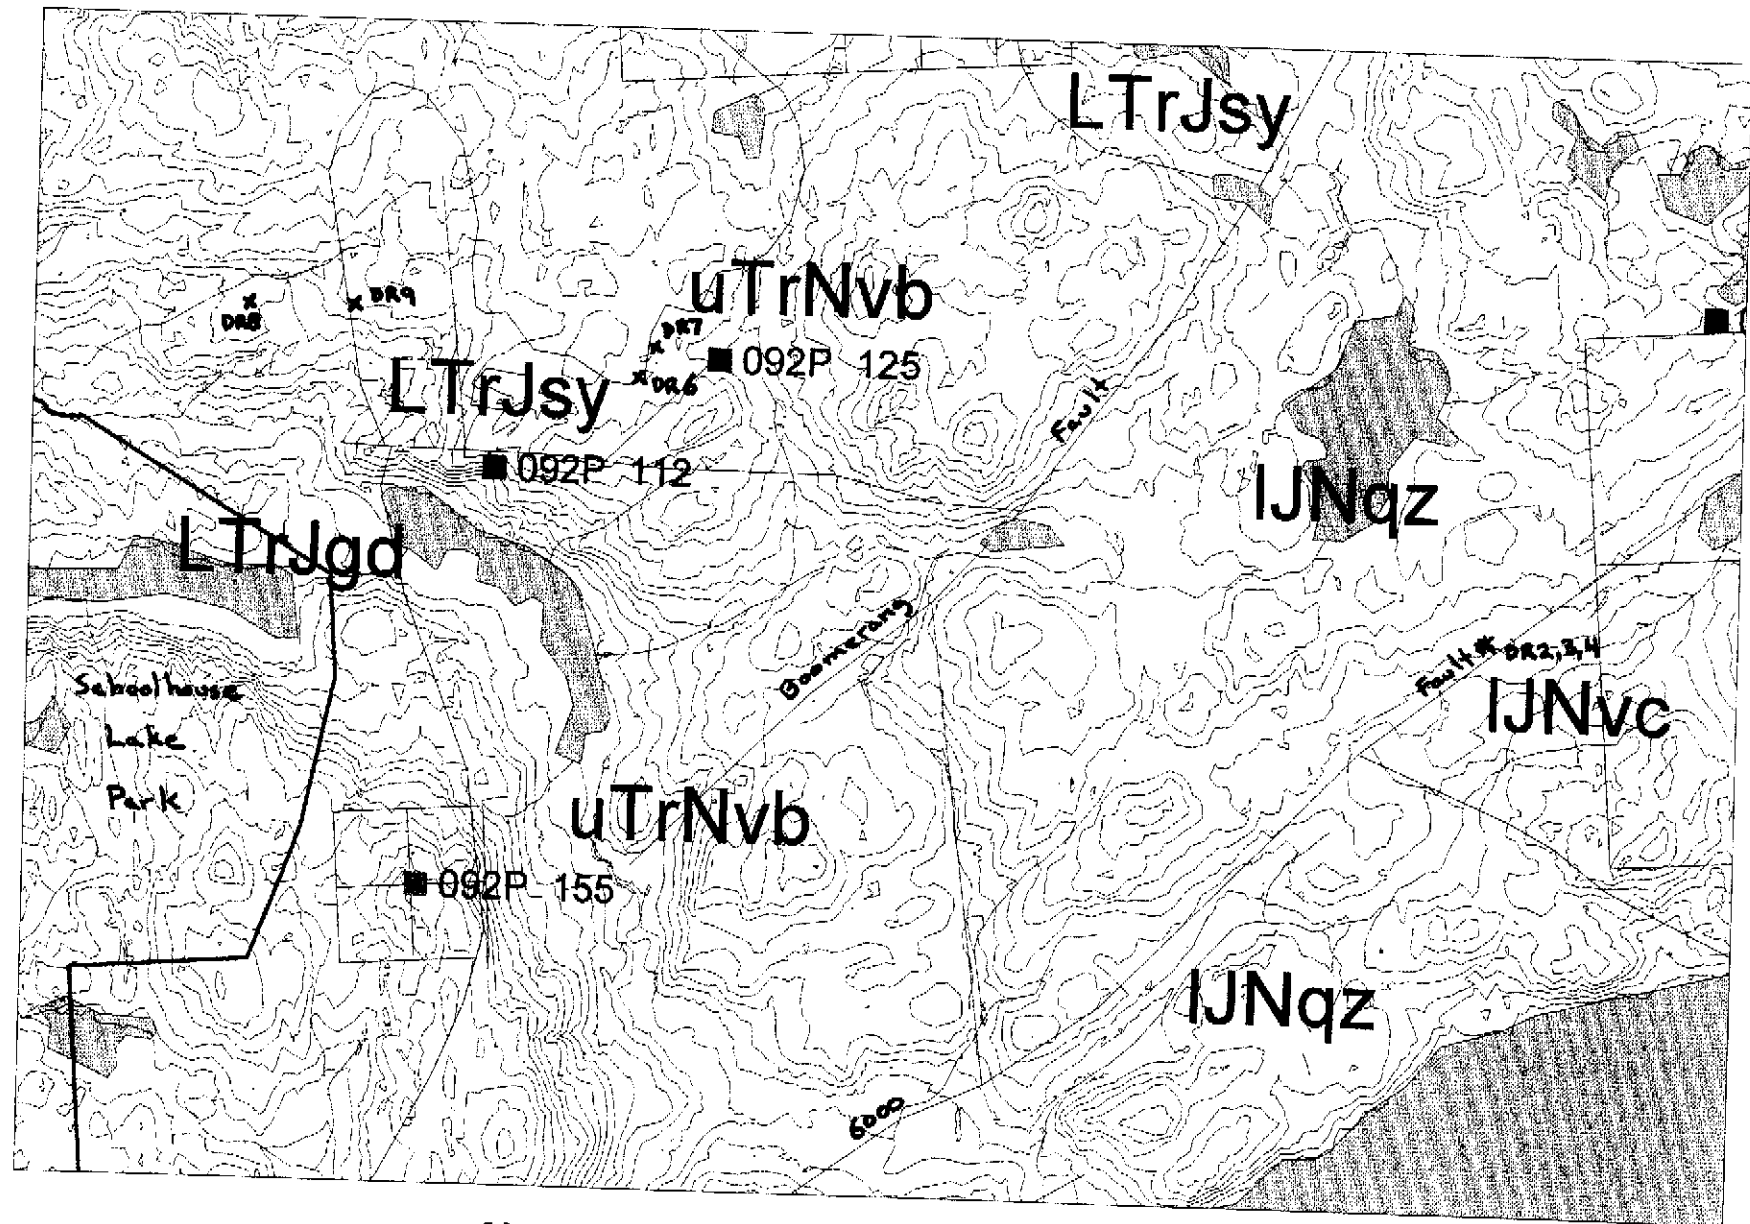 LTrJsy
uTrNvb
DR9
DR8
DR7
092P 125
DR6
LTrJsy
Fault
092P 112
lJNqz
LTrJgd
Boomerang
Fault DR2,3,4
Schoolhouse
Lake
Park
lJNvc
uTrNvb
092P 155
lJNqz
6000